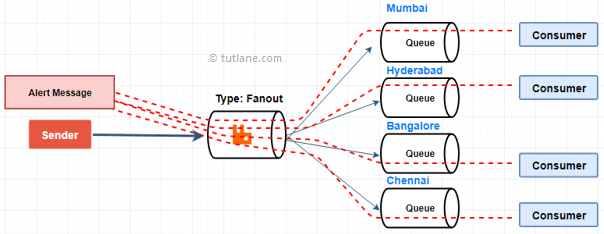 Mumbai
Queue
Consumer
© tutlane.com
Hyderabad
Queue
Consumer
Alert Message
Type: Fanout
Sender
Bangalore
Queue
Consumer
Chennai
Queue
Consumer